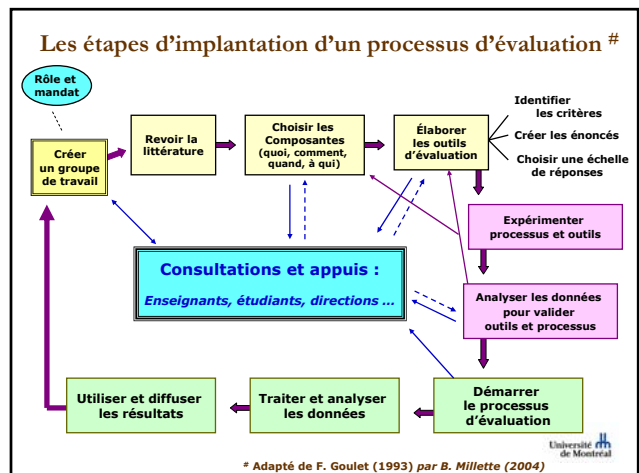 Les étapes d'implantation d'un processus d'évaluation #
Rôle et
mandat
Créer
un groupe
de travail
Revoir la
littérature
Choisir les
Composantes
(quoi, comment,
quand, à qui)
Élaborer
les outils
d'évaluation
Identifier
les critères
Créer les énoncés
Choisir une échelle
de réponses
Expérimenter
processus et outils
Consultations et appuis :
Enseignants, étudiants, directions ...
Analyser les données
pour valider
outils et processus
Utiliser et diffuser
les résultats
Traiter et analyser
les données
Démarrer
le processus
d'évaluation
Université
de Montréal
# Adapté de F. Goulet (1993) par B. Millette (2004)